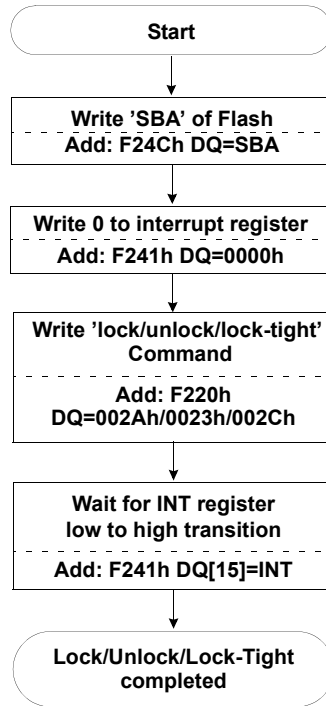 Start
Write ’SBA’ of Flash
Add: F24Ch DQ=SBA
Write 0 to interrupt register
Add: F241h DQ=0000h
Write ’lock/unlock/lock-tight’
Command
Add: F220h
DQ=002Ah/0023h/002Ch
Wait for INT register
low to high transition
Add: F241h DQ[15]=INT
Lock/Unlock/Lock-Tight
completed